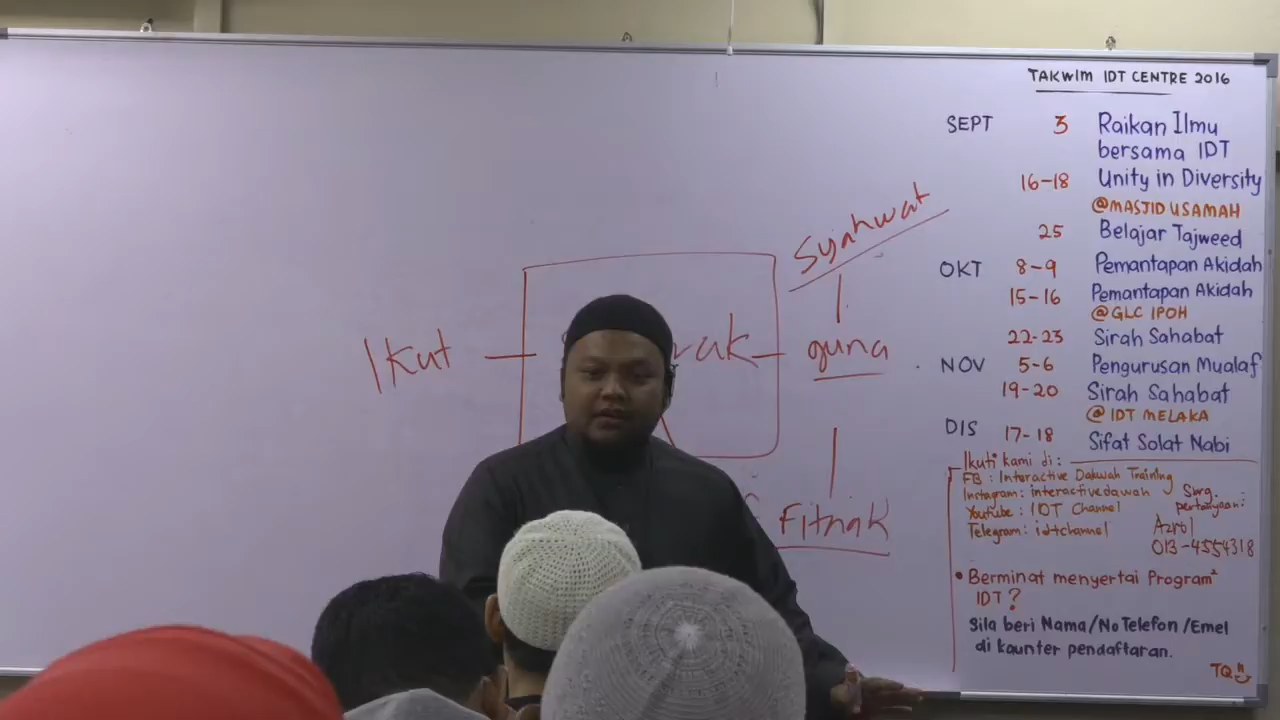 TAKWIM IDT CENTRE 2016
SEPT 3 Raikan Ilmu
bersama IDT
16-18 Unity in Diversity
@MASJID USAMAH
25 Belajar Tajweed
OKT 8-9 Pemantapan Akidah
15-16 Pemantapan Akidah
@GLC IPOH
22-23 Sirah Sahabat
NOV 5-6 Pengurusan Mualaf
19-20 Sirah Sahabat
@IDT MELAKA
DIS 17-18 Sifat Solat Nabi
Ikuti kami di:
FB: Interactive Dakwah Training
Instagram: interactivedawah
Youtube: IDT Channel
Telegram: idtchannel
Sbrg. pertanyaan:
Azrol
013-4554318
• Berminat menyertai Program²
IDT?
Sila beri Nama/No Telefon/Emel
di kaunter pendaftaran.
TQ
Syahwat
Ikut
guna
Fitnah